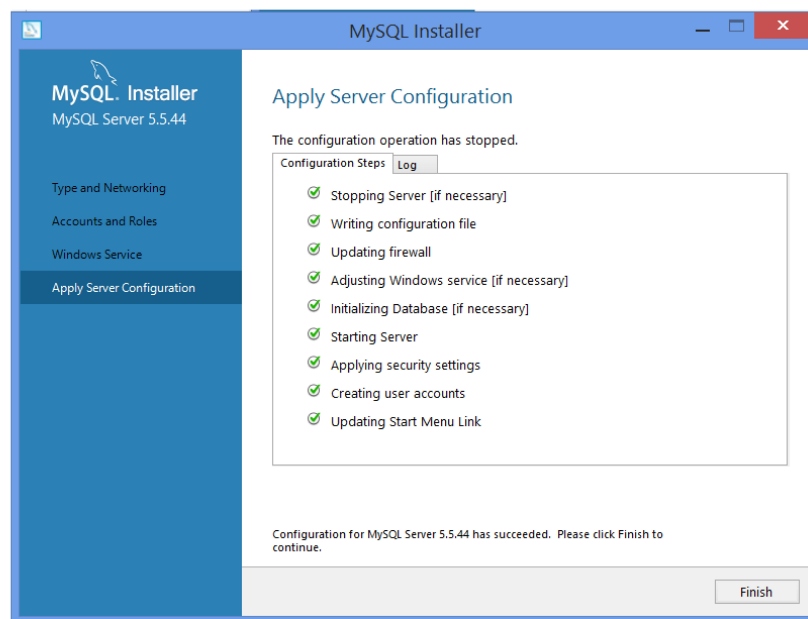 MySQL Installer
MySQL. Installer
MySQL Server 5.5.44
Type and Networking
Accounts and Roles
Windows Service
Apply Server Configuration
Apply Server Configuration
The configuration operation has stopped.
Configuration Steps Log
Stopping Server [if necessary]
Writing configuration file
Updating firewall
Adjusting Windows service [if necessary]
Initializing Database [if necessary]
Starting Server
Applying security settings
Creating user accounts
Updating Start Menu Link
Configuration for MySQL Server 5.5.44 has succeeded. Please click Finish to
continue.
Finish